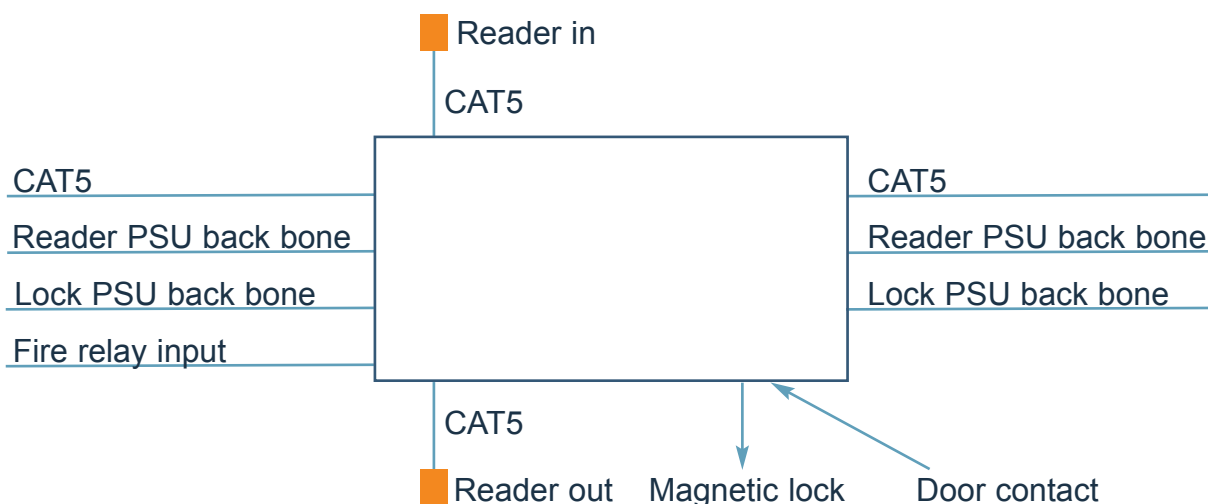 Reader in
CAT5
CAT5
CAT5
Reader PSU back bone
Reader PSU back bone
Lock PSU back bone
Lock PSU back bone
Fire relay input
CAT5
Reader out
Magnetic lock
Door contact